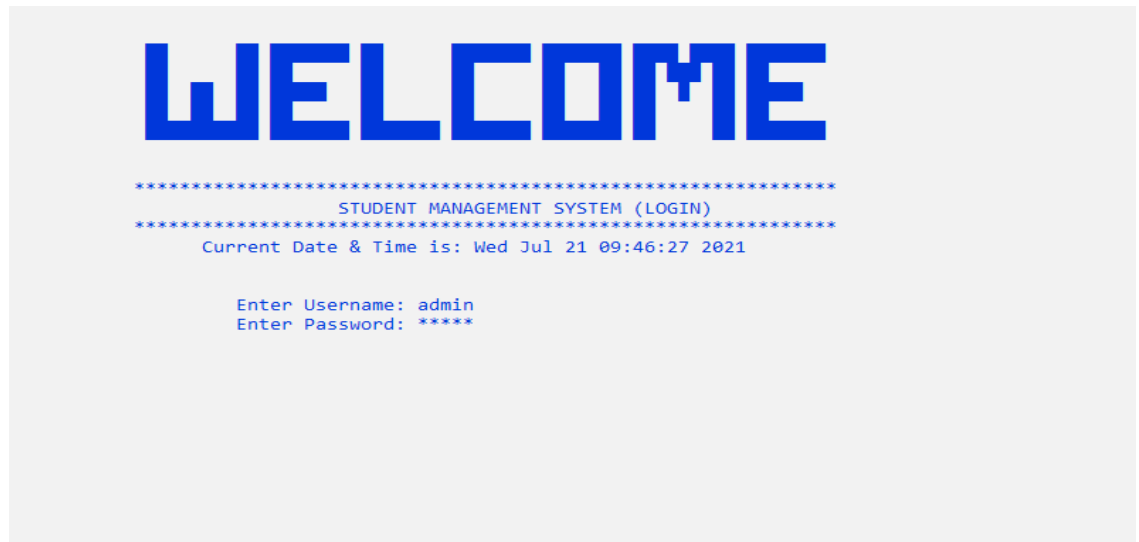 WELCOME
**************************************************************
STUDENT MANAGEMENT SYSTEM (LOGIN)
**************************************************************
Current Date & Time is: Wed Jul 21 09:46:27 2021
Enter Username: admin
Enter Password: *****